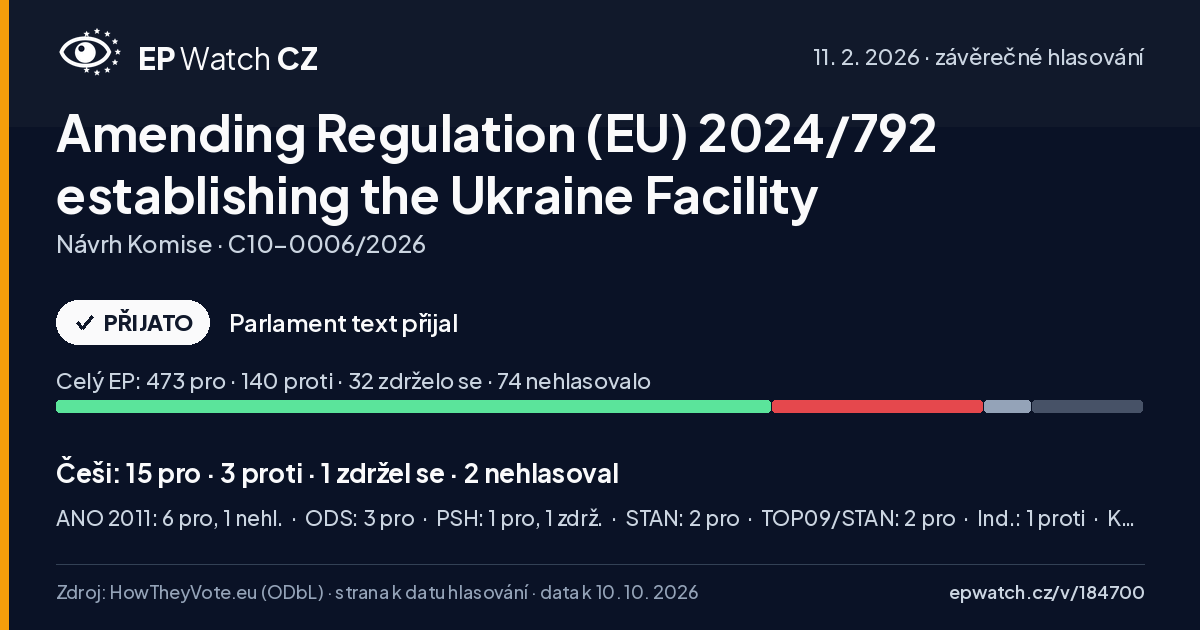 EP Watch CZ
11. 2. 2026 · závěrečné hlasování
Amending Regulation (EU) 2024/792
establishing the Ukraine Facility
Návrh Komise · C10–0006/2026
✓ PŘIJATO
Parlament text přijal
Celý EP: 473 pro · 140 proti · 32 zdrželo se · 74 nehlasovalo
Češi: 15 pro · 3 proti · 1 zdržel se · 2 nehlasoval
ANO 2011: 6 pro, 1 nehl. · ODS: 3 pro · PSH: 1 pro, 1 zdrž. · STAN: 2 pro · TOP09/STAN: 2 pro · Ind.: 1 proti · K…
Zdroj: HowTheyVote.eu (ODbL) · strana k datu hlasování · data k 10. 10. 2026
epwatch.cz/v/184700